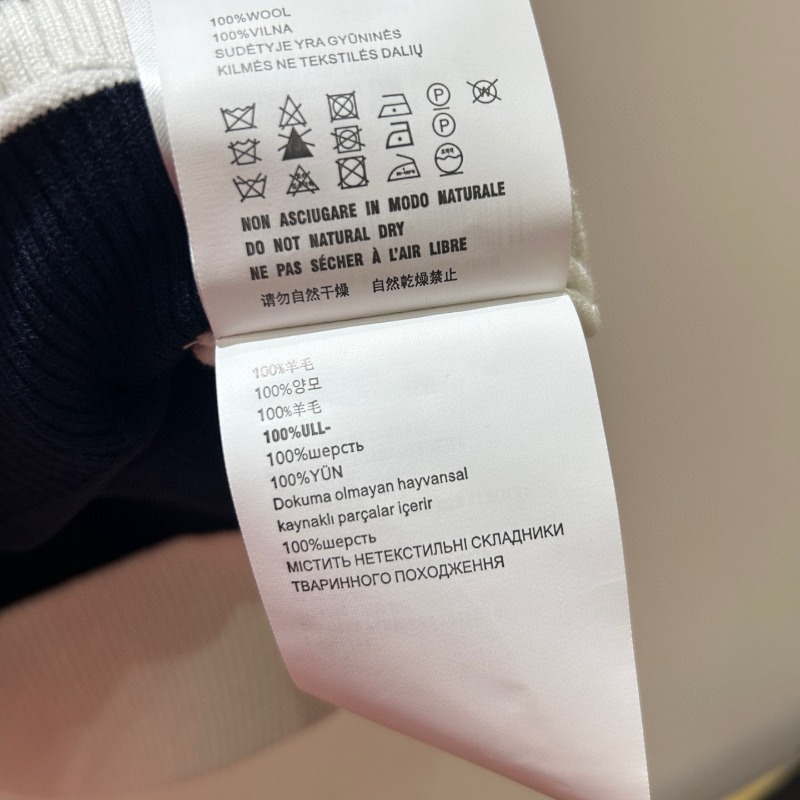 100%WOOL
100%VILNA
SUDĖTYJE YRA GYŪNINĖS
KILMĖS NE TEKSTILĖS DALIŲ
P
W
P
NON ASCIUGARE IN MODO NATURALE
DO NOT NATURAL DRY
NE PAS SÉCHER À L'AIR LIBRE
请勿自然干燥 自然乾燥禁止
100%羊毛
100%양모
100%羊毛
100%ULL-
100%шерсть
100%YÜN
Dokuma olmayan hayvansal
kaynaklı parçalar içerir
100%шерсть
МІСТИТЬ НЕТЕКСТИЛЬНІ СКЛАДНИКИ
ТВАРИННОГО ПОХОДЖЕННЯ